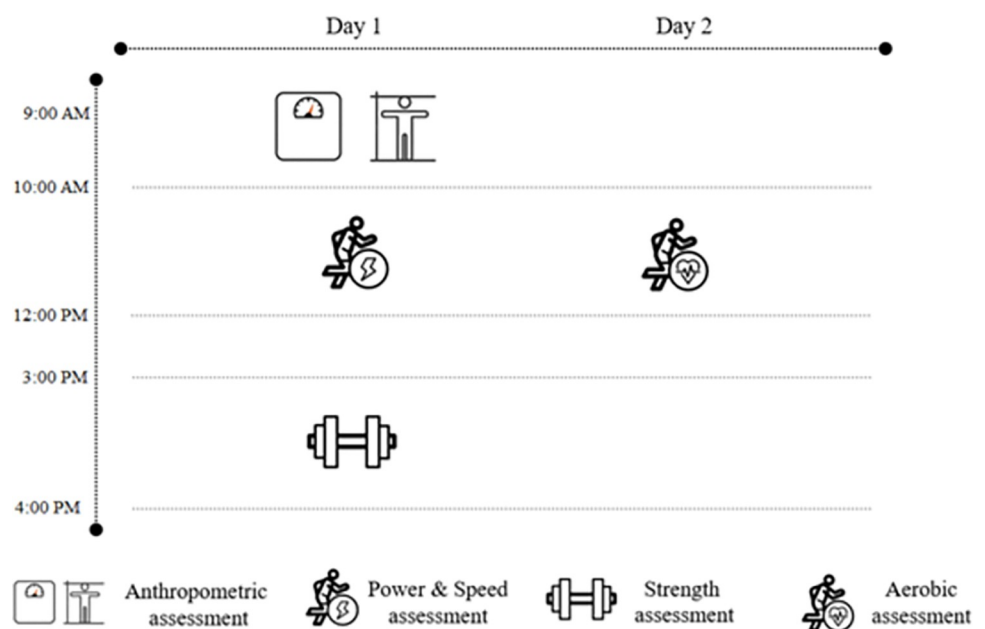 Day 1
Day 2
9:00 AM
10:00 AM
12:00 PM
3:00 PM
4:00 PM
Anthropometric
assessment
Power & Speed
assessment
Strength
assessment
Aerobic
assessment